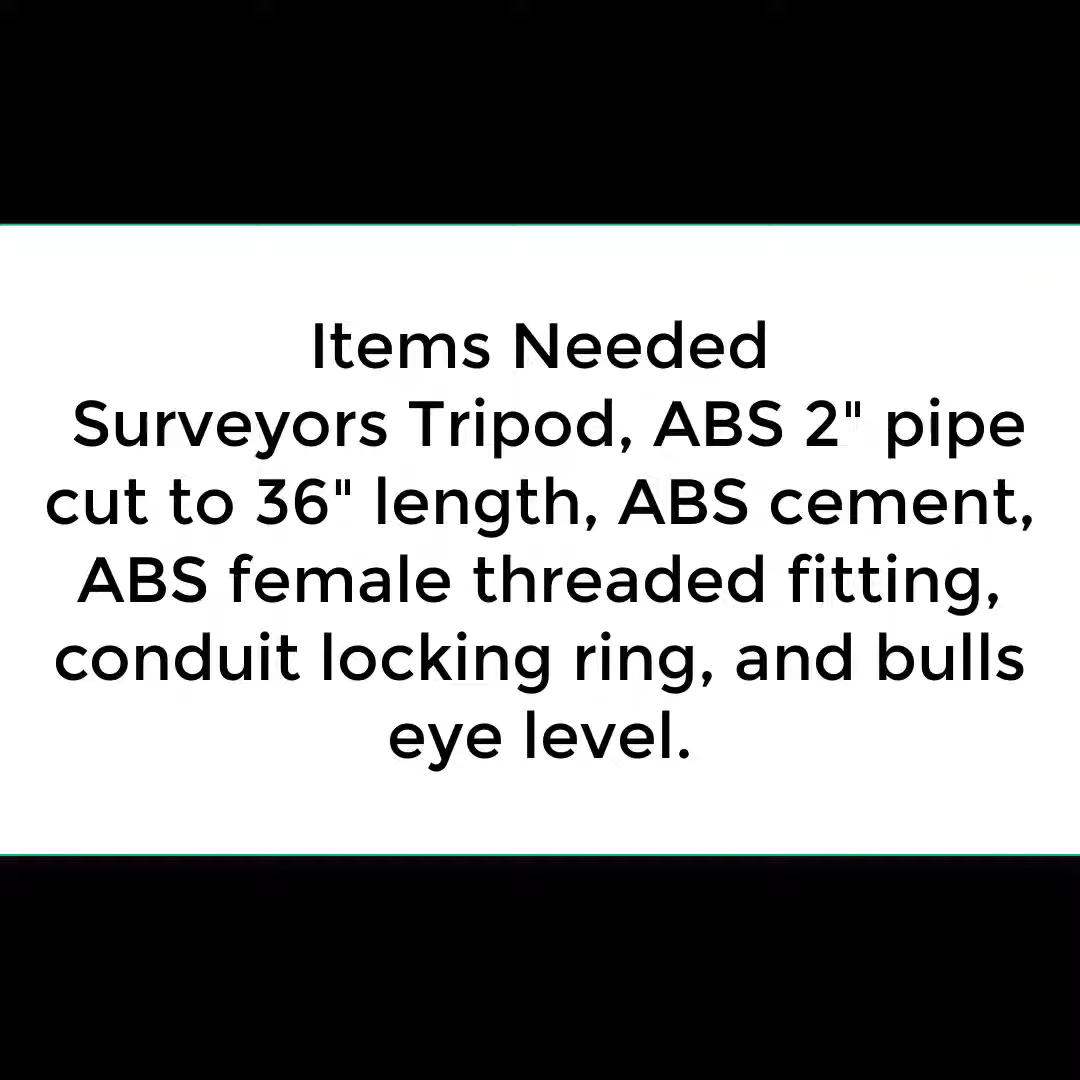 Items Needed
Surveyors Tripod, ABS 2" pipe
cut to 36" length, ABS cement,
ABS female threaded fitting,
conduit locking ring, and bulls
eye level.